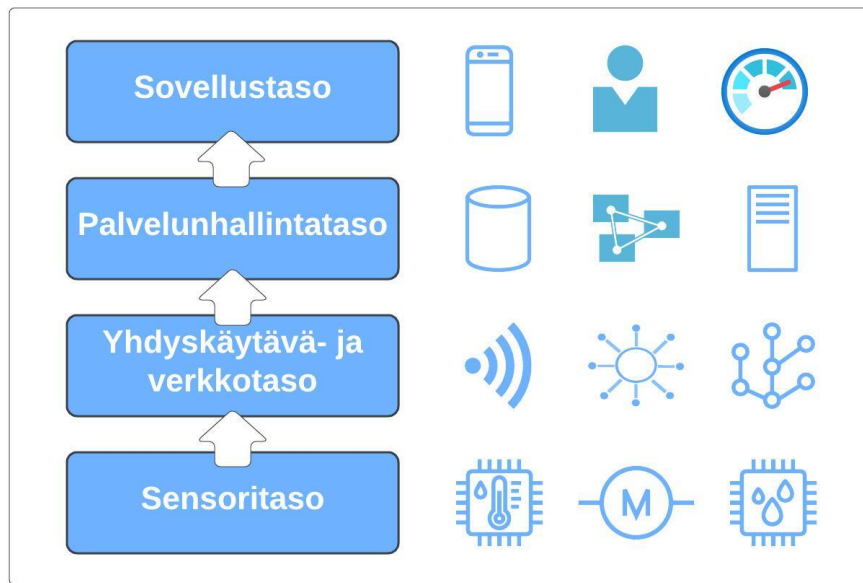 Sovellustaso
Palvelunhallintataso
Yhdyskäytävä- ja
verkkotaso
Sensoritaso
M